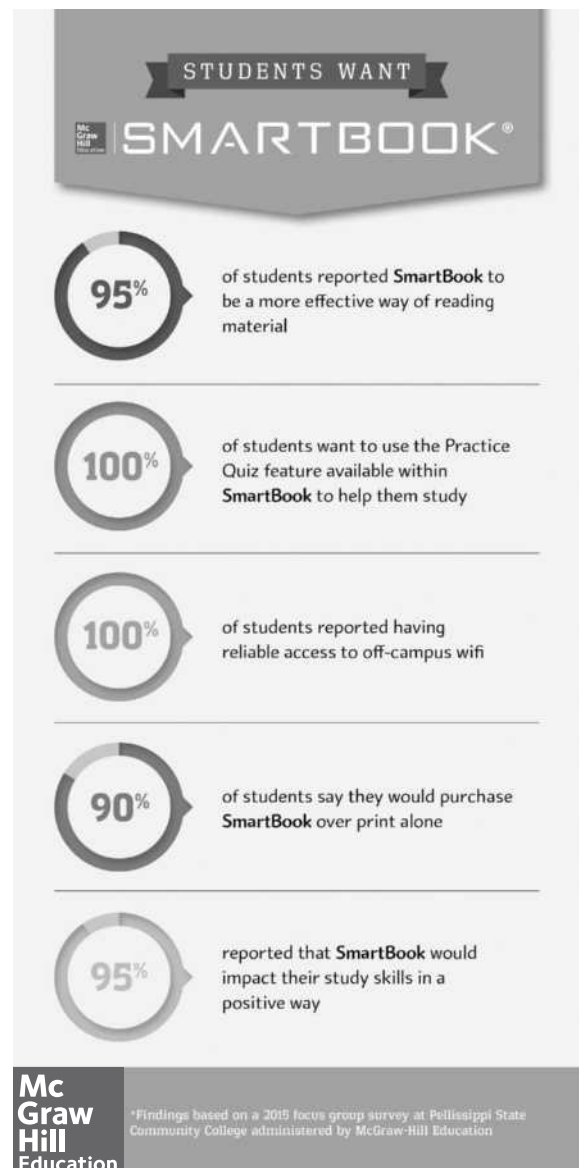 STUDENTS WANT
Mc
Graw
Hill
Education
SMARTBOOK®
95%
of students reported SmartBook to
be a more effective way of reading
material
100%
of students want to use the Practice
Quiz feature available within
SmartBook to help them study
100%
of students reported having
reliable access to off-campus wifi
90%
of students say they would purchase
SmartBook over print alone
95%
reported that SmartBook would
impact their study skills in a
positive way
Mc
Graw
Hill
Education
*Findings based on a 2015 focus group survey at Pellissippi State
Community College administered by McGraw-Hill Education